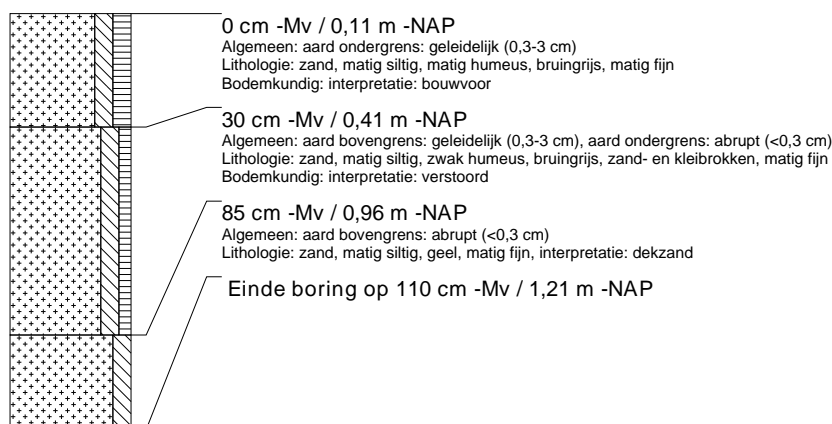 0 cm -Mv / 0,11 m -NAP
Algemeen: aard ondergrens: geleidelijk (0,3-3 cm)
Lithologie: zand, matig siltig, matig humeus, bruingrijs, matig fijn
Bodemkundig: interpretatie: bouwvoor
30 cm -Mv / 0,41 m -NAP
Algemeen: aard bovengrens: geleidelijk (0,3-3 cm), aard ondergrens: abrupt (<0,3 cm)
Lithologie: zand, matig siltig, zwak humeus, bruingrijs, zand- en kleibrokken, matig fijn
Bodemkundig: interpretatie: verstoord
85 cm -Mv / 0,96 m -NAP
Algemeen: aard bovengrens: abrupt (<0,3 cm)
Lithologie: zand, matig siltig, geel, matig fijn, interpretatie: dekzand
Einde boring op 110 cm -Mv / 1,21 m -NAP